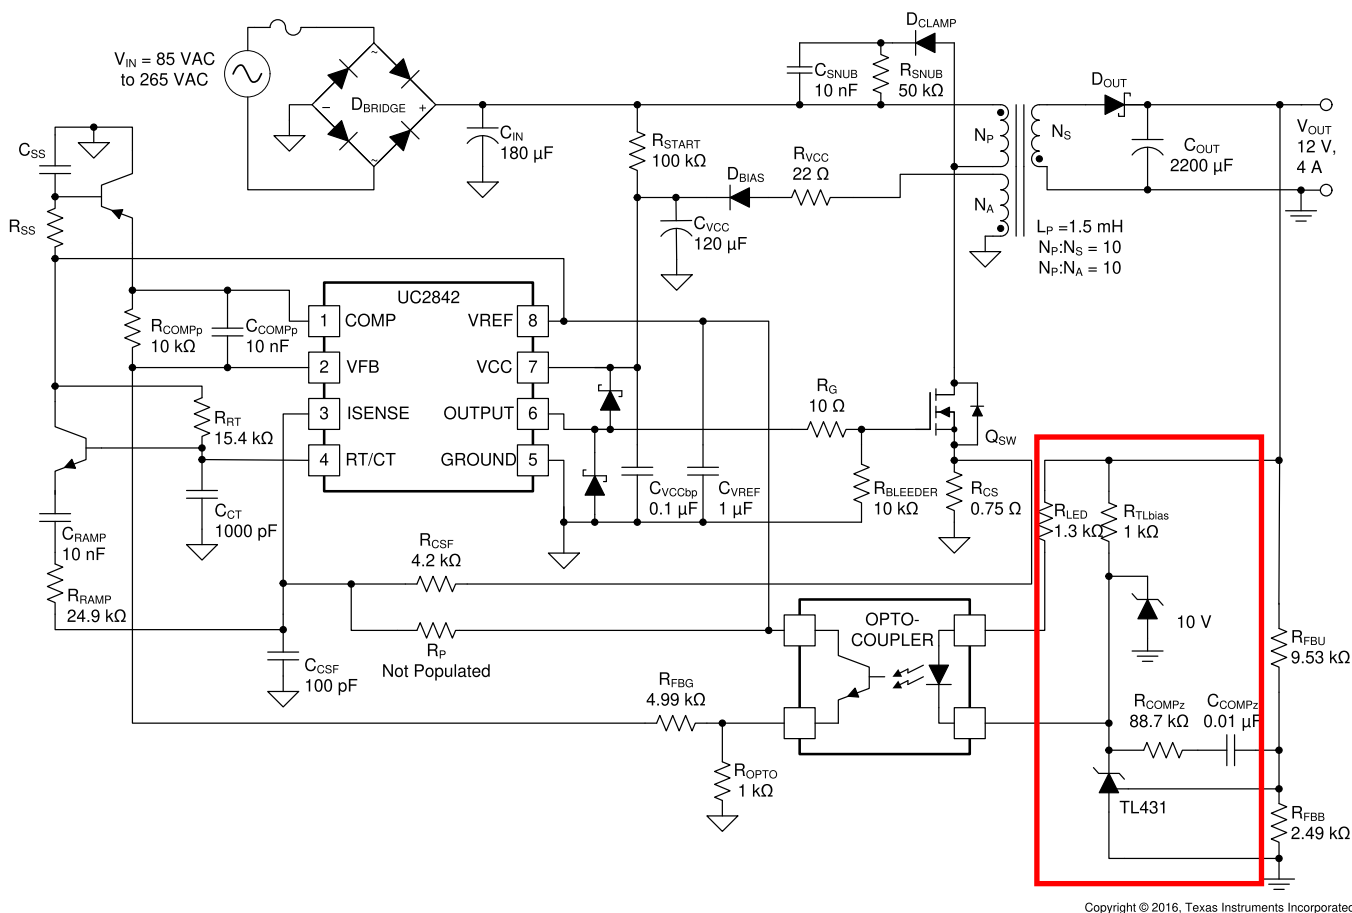 D_CLAMP
V_IN = 85 VAC
to 265 VAC
D_BRIDGE
~
~
−
+
C_IN
180 µF
C_SNUB
10 nF
R_SNUB
50 kΩ
D_OUT
N_P
N_S
C_OUT
2200 µF
V_OUT
12 V,
4 A
R_START
100 kΩ
R_VCC
22 Ω
D_BIAS
C_VCC
120 µF
N_A
L_P =1.5 mH
N_P:N_S = 10
N_P:N_A = 10
C_SS
R_SS
R_COMPp
10 kΩ
C_COMPp
10 nF
UC2842
1 COMP
VREF 8
2 VFB
VCC 7
3 ISENSE
OUTPUT 6
4 RT/CT
GROUND 5
R_RT
15.4 kΩ
C_CT
1000 pF
C_RAMP
10 nF
R_RAMP
24.9 kΩ
R_G
10 Ω
Q_SW
C_VCCbp
0.1 µF
C_VREF
1 µF
R_BLEEDER
10 kΩ
R_CS
0.75 Ω
R_LED
1.3 kΩ
R_TLbias
1 kΩ
R_CSF
4.2 kΩ
R_P
Not Populated
C_CSF
100 pF
OPTO-
COUPLER
10 V
R_FBU
9.53 kΩ
R_FBG
4.99 kΩ
R_OPTO
1 kΩ
R_COMPz
88.7 kΩ
C_COMPz
0.01 µF
TL431
R_FBB
2.49 kΩ
Copyright © 2016, Texas Instruments Incorporated